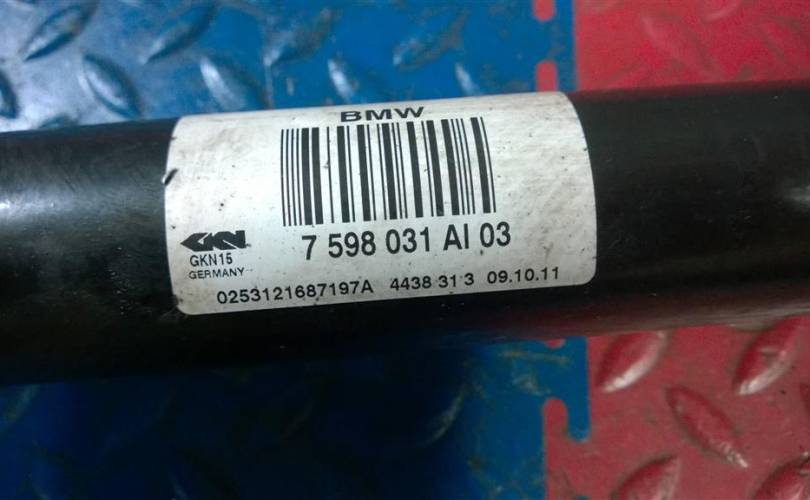 BMW
7 598 031 AI 03
GKN
GKN15
GERMANY
0253121687197A 4438 31 3 09.10.11